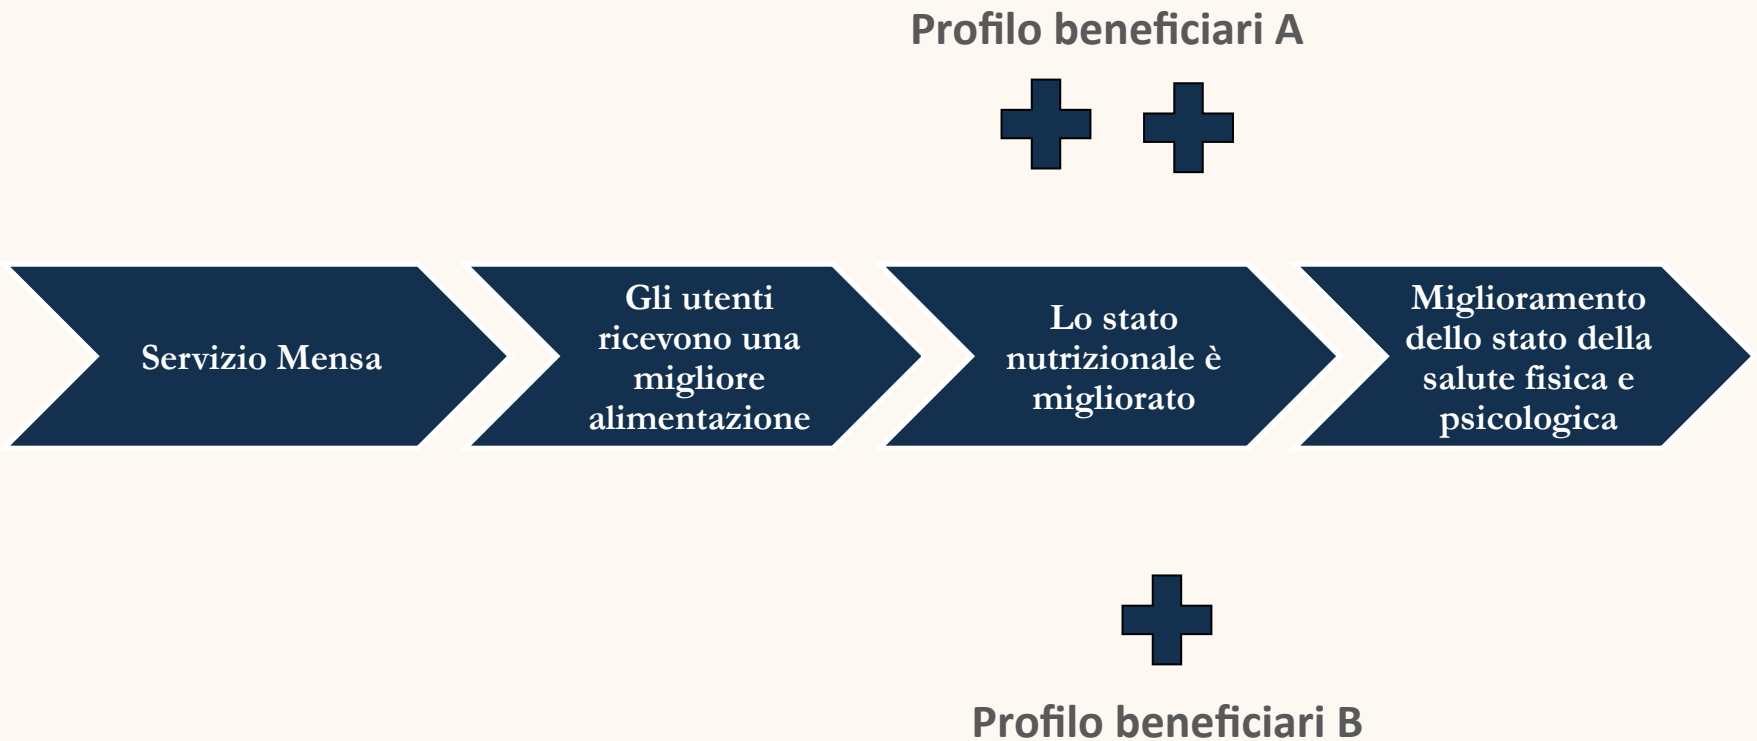 Profilo beneficiari A
Servizio Mensa
Gli utenti
ricevono una
migliore
alimentazione
Lo stato
nutrizionale è
migliorato
Miglioramento
dello stato della
salute fisica e
psicologica
Profilo beneficiari B